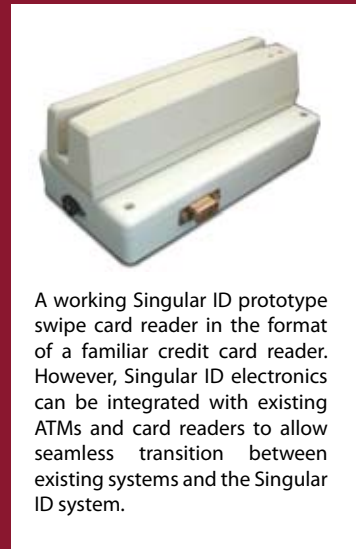 A working Singular ID prototype
swipe card reader in the format
of a familiar credit card reader.
However, Singular ID electronics
can be integrated with existing
ATMs and card readers to allow
seamless transition between
existing systems and the Singular
ID system.